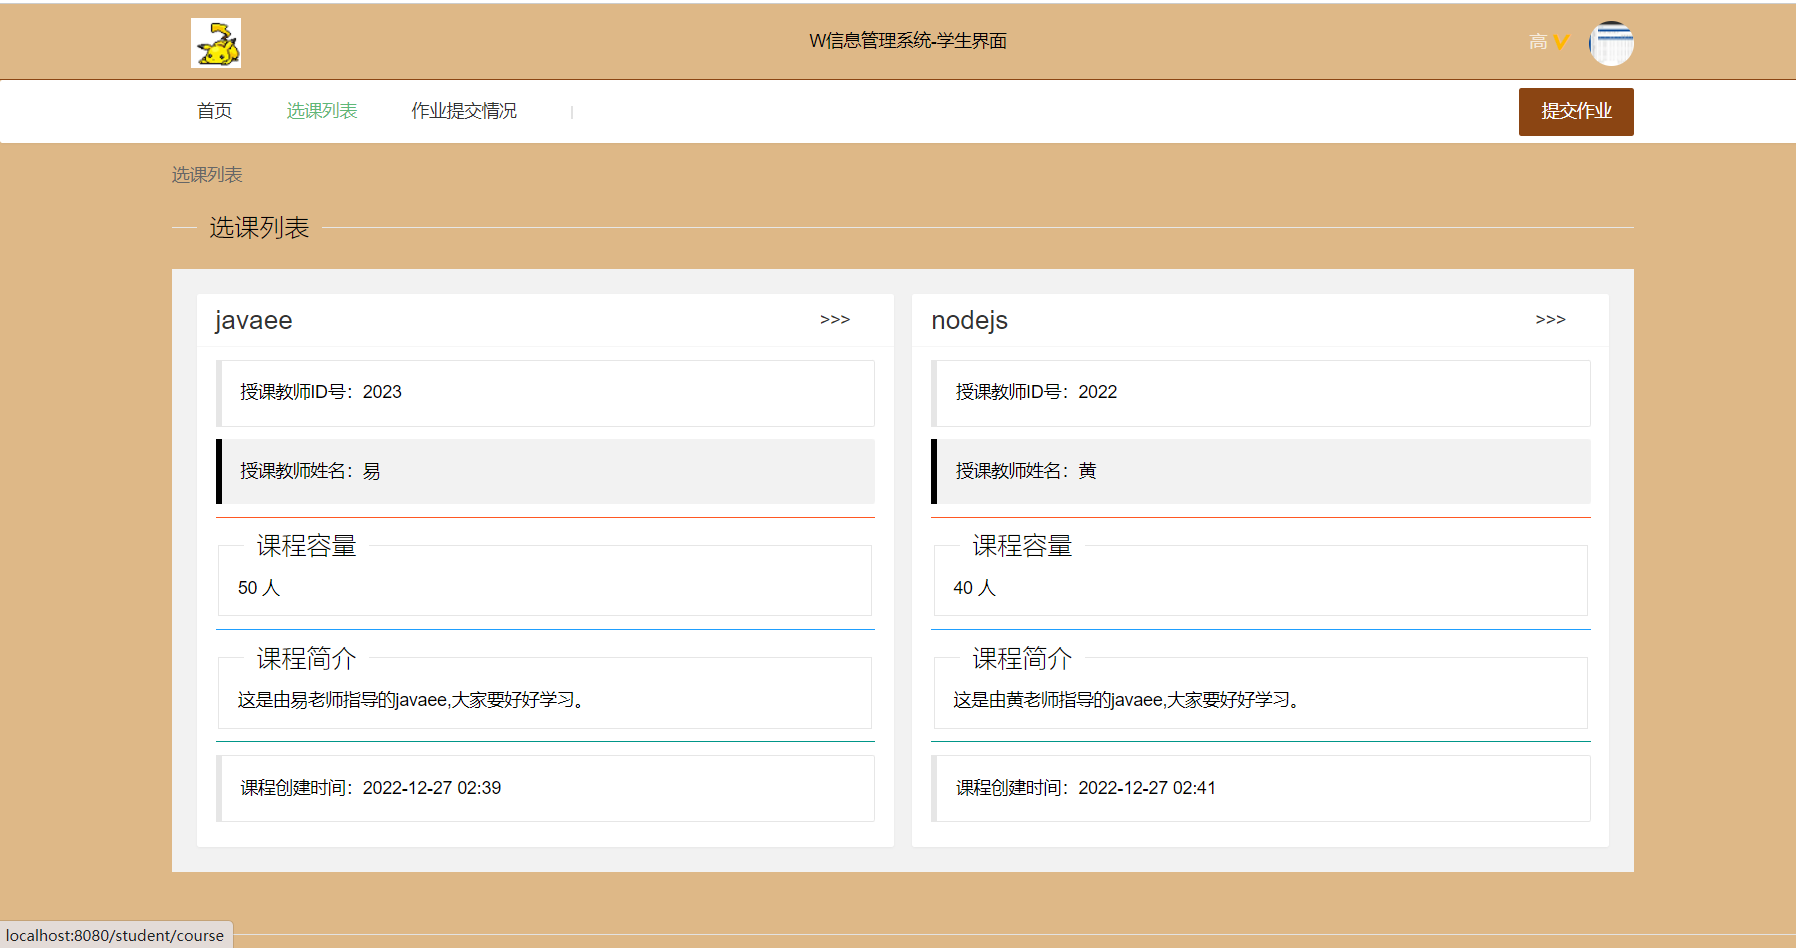 W信息管理系统-学生界面
高
首页 选课列表 作业提交情况 提交作业
选课列表
选课列表
javaee >>>
授课教师ID号：2023
授课教师姓名：易
课程容量
50 人
课程简介
这是由易老师指导的javaee,大家要好好学习。
课程创建时间：2022-12-27 02:39
nodejs >>>
授课教师ID号：2022
授课教师姓名：黄
课程容量
40 人
课程简介
这是由黄老师指导的javaee,大家要好好学习。
课程创建时间：2022-12-27 02:41
localhost:8080/student/course